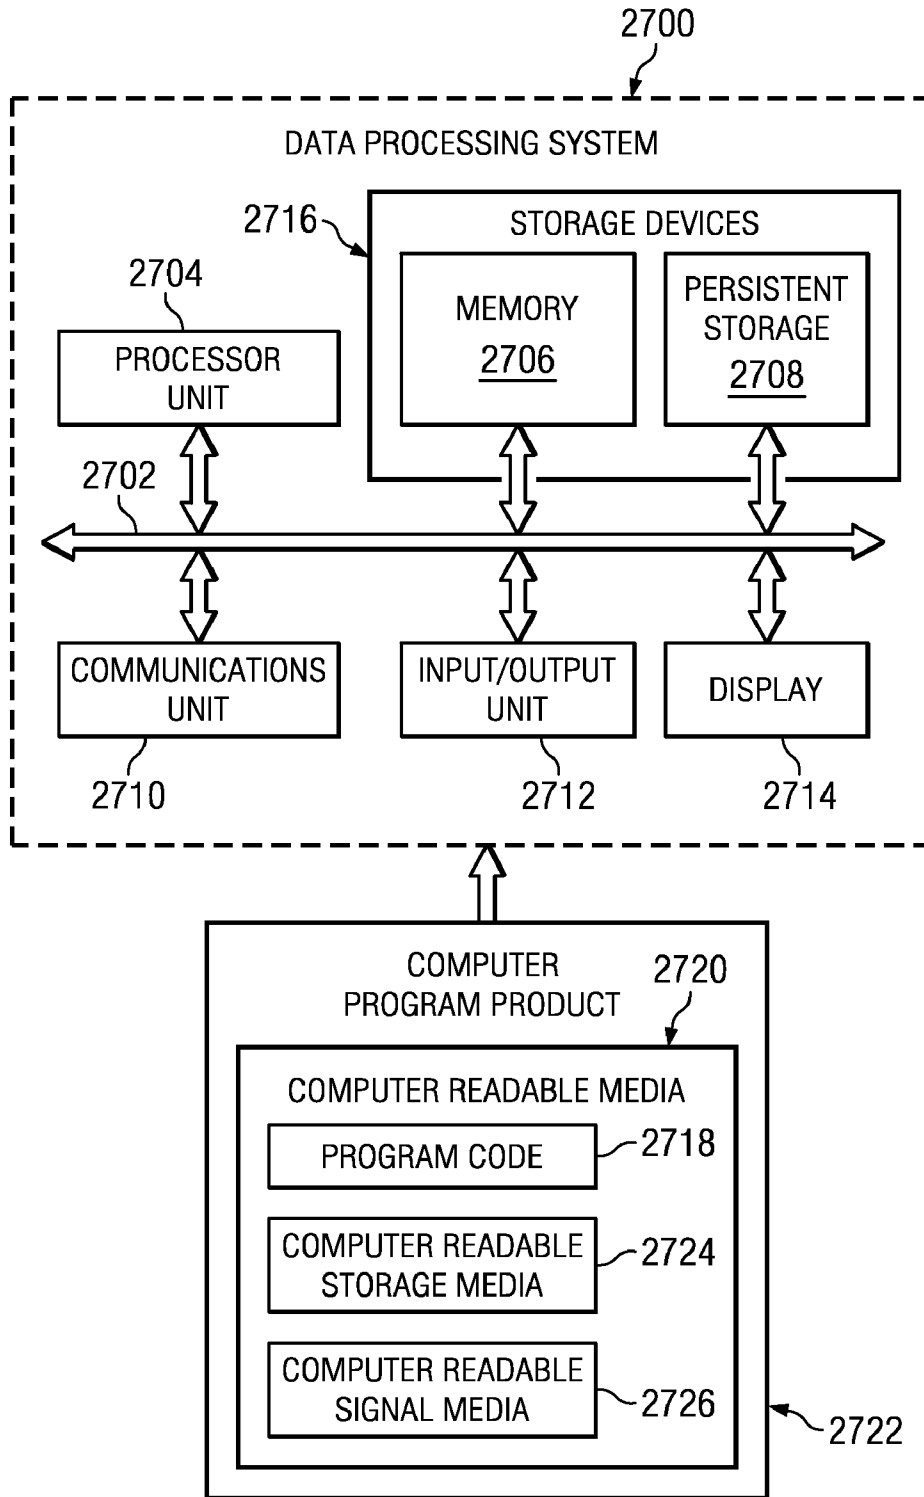 2700
DATA PROCESSING SYSTEM
2716
STORAGE DEVICES
2704
PROCESSOR
UNIT
MEMORY
2706
PERSISTENT
STORAGE
2708
2702
COMMUNICATIONS
UNIT
2710
INPUT/OUTPUT
UNIT
2712
DISPLAY
2714
COMPUTER
PROGRAM PRODUCT
2720
COMPUTER READABLE MEDIA
PROGRAM CODE
2718
COMPUTER READABLE
STORAGE MEDIA
2724
COMPUTER READABLE
SIGNAL MEDIA
2726
2722